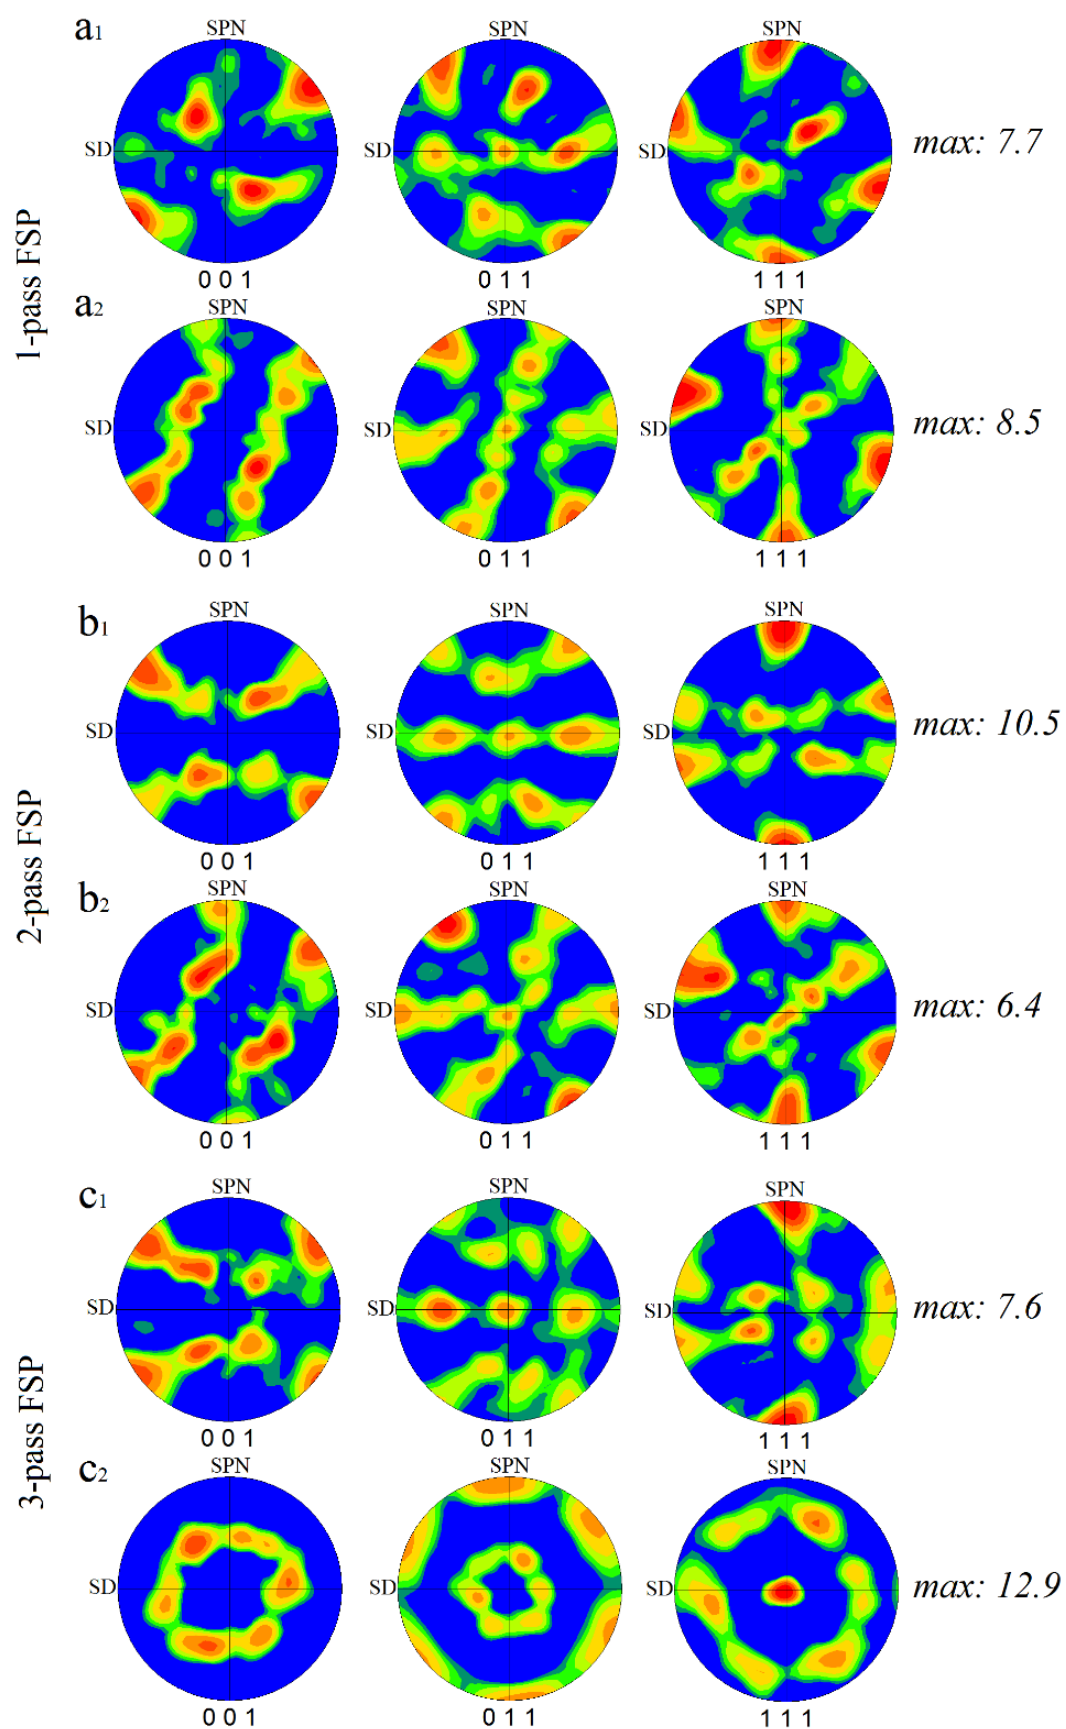 1-pass FSP
a1
SPN
SPN
SPN
SD
SD
SD
max: 7.7
0 0 1
0 1 1
1 1 1
a2
SPN
SPN
SPN
SD
SD
SD
max: 8.5
0 0 1
0 1 1
1 1 1
2-pass FSP
b1
SPN
SPN
SPN
SD
SD
SD
max: 10.5
0 0 1
0 1 1
1 1 1
b2
SPN
SPN
SPN
SD
SD
SD
max: 6.4
0 0 1
0 1 1
1 1 1
3-pass FSP
c1
SPN
SPN
SPN
SD
SD
SD
max: 7.6
0 0 1
0 1 1
1 1 1
c2
SPN
SPN
SPN
SD
SD
SD
max: 12.9
0 0 1
0 1 1
1 1 1